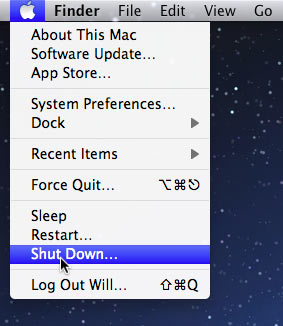 Finder File Edit View Go
About This Mac
Software Update...
App Store...
System Preferences...
Dock
Recent Items
Force Quit... ⌥⌘⎋
Sleep
Restart...
Shut Down...
Log Out Will... ⇧⌘Q